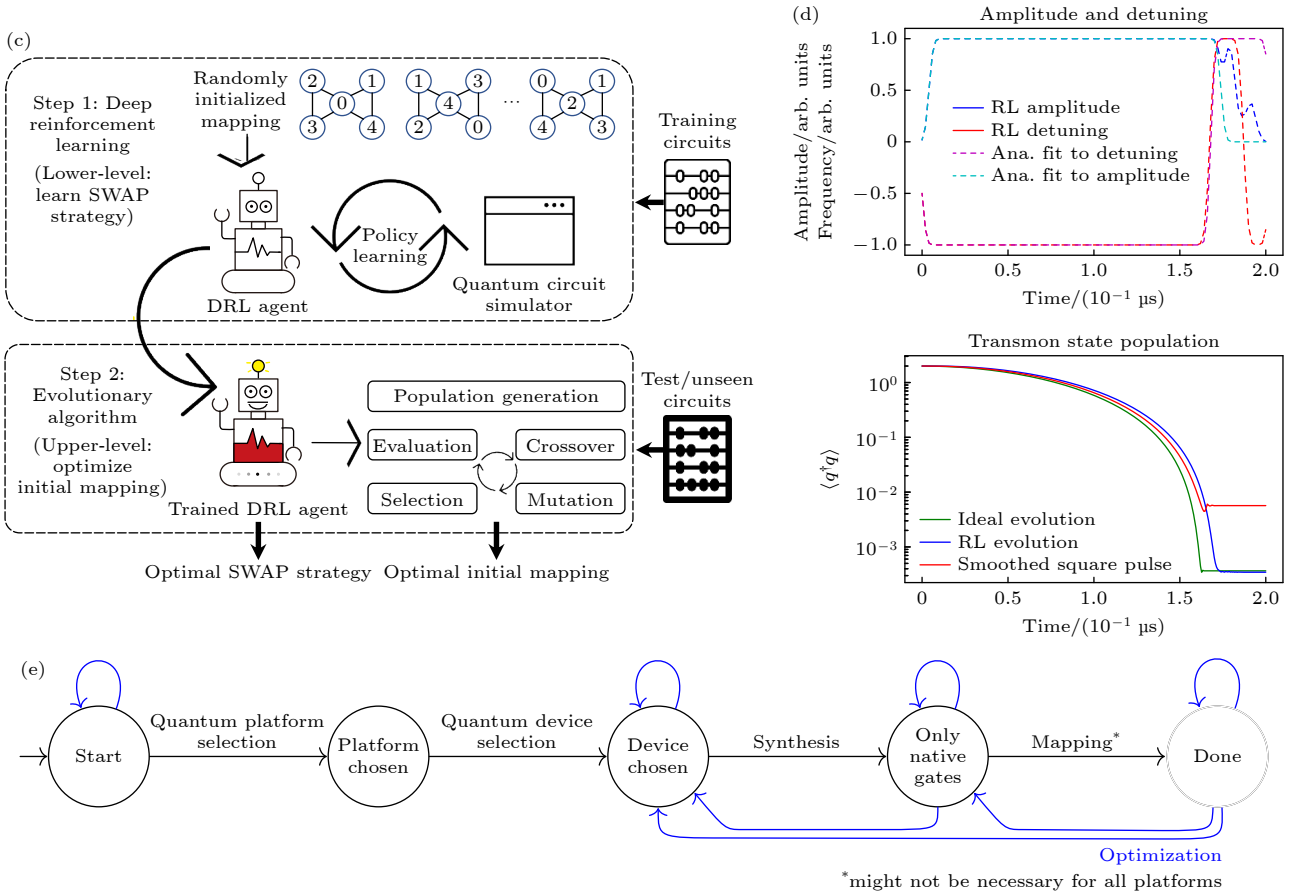 (c)
Step 1: Deep
reinforcement
learning
(Lower-level:
learn SWAP
strategy)
Randomly
initialized
mapping
2 1
0
3 4
1 3
4
2 0
...
0 1
2
4 3
Training
circuits
Policy
learning
DRL agent
Quantum circuit
simulator
Step 2:
Evolutionary
algorithm
(Upper-level:
optimize
initial mapping)
Trained DRL agent
Population generation
Evaluation
Crossover
Selection
Mutation
Test/unseen
circuits
Optimal SWAP strategy
Optimal initial mapping
(d)
Amplitude and detuning
Amplitude/arb. units
Frequency/arb. units
1.0
0.5
0
−0.5
−1.0
RL amplitude
RL detuning
Ana. fit to detuning
Ana. fit to amplitude
0 0.5 1.0 1.5 2.0
Time/(10⁻¹ μs)
Transmon state population
⟨q†q⟩
10⁰
10⁻¹
10⁻²
10⁻³
Ideal evolution
RL evolution
Smoothed square pulse
0 0.5 1.0 1.5 2.0
Time/(10⁻¹ μs)
(e)
Start
Quantum platform
selection
Platform
chosen
Quantum device
selection
Device
chosen
Synthesis
Only
native
gates
Mapping*
Done
Optimization
*might not be necessary for all platforms